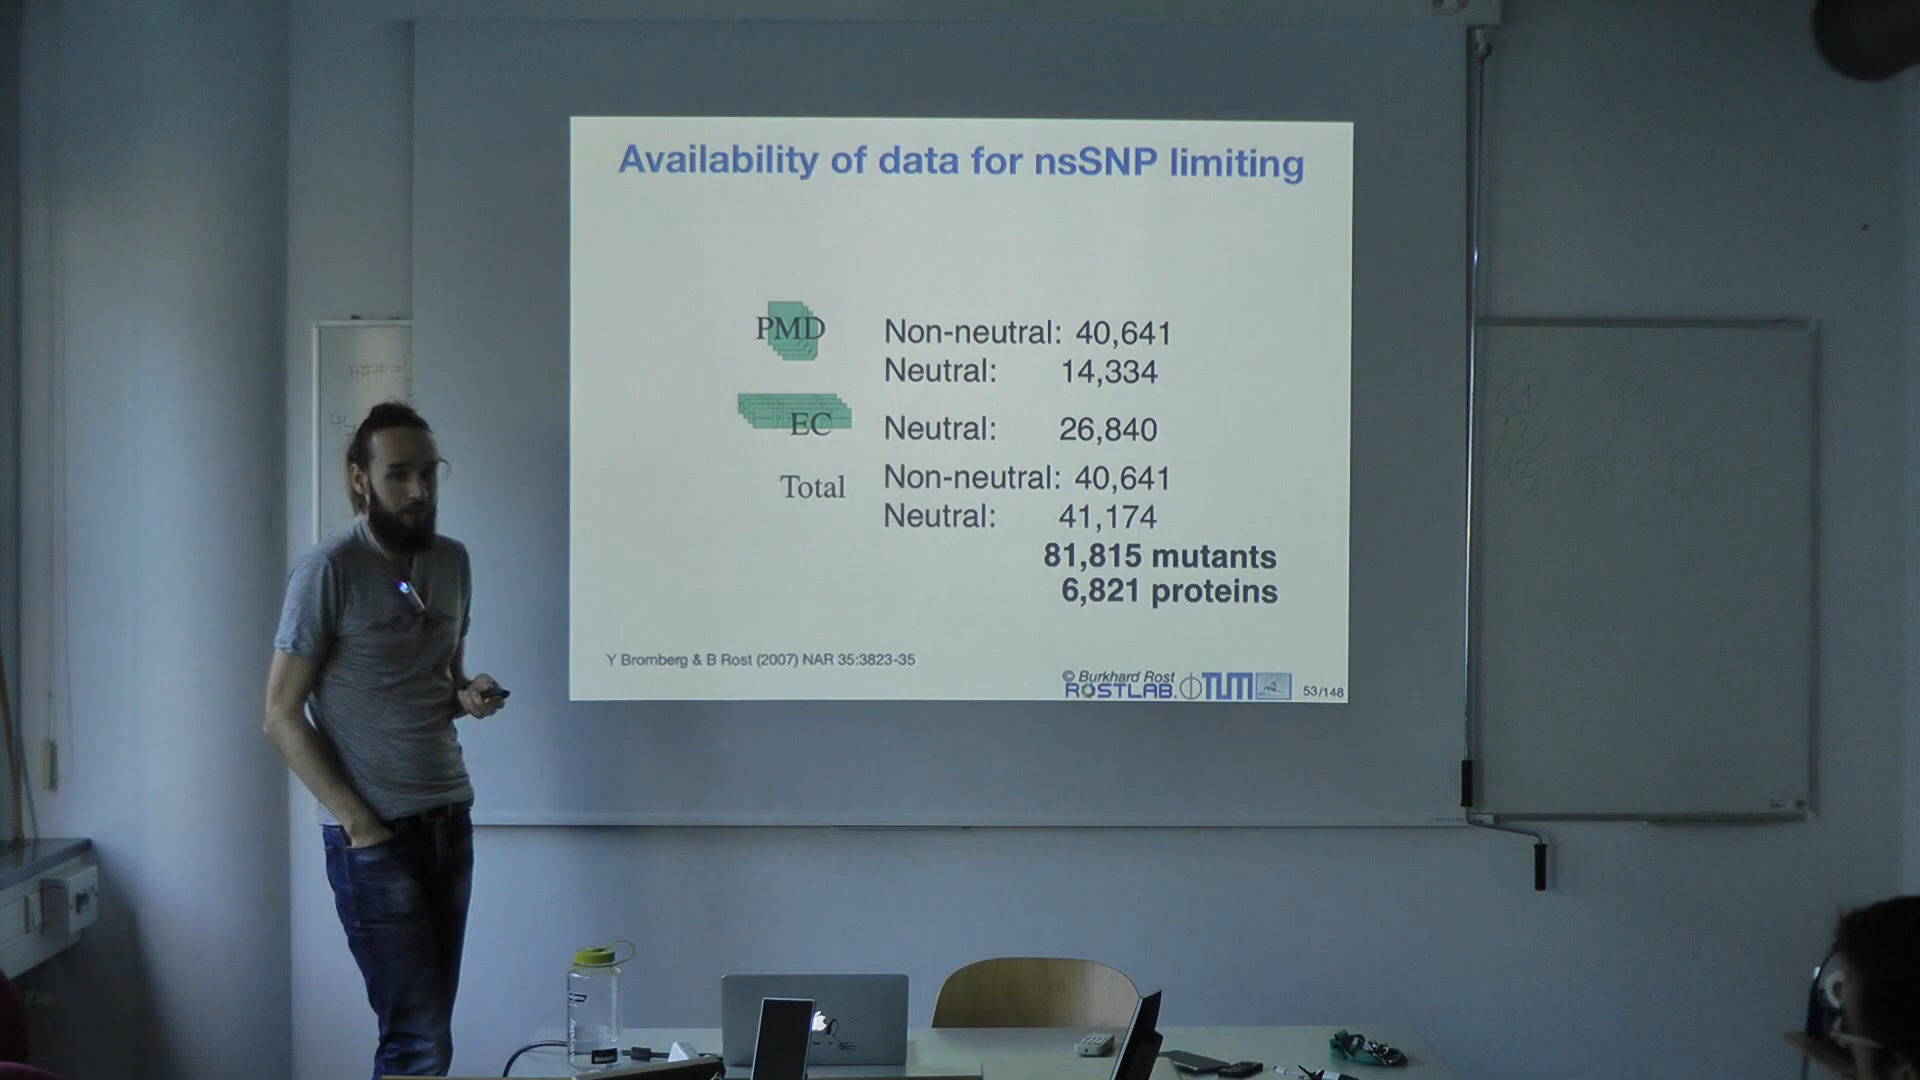 Availability of data for nsSNP limiting
PMD
Non-neutral: 40,641
Neutral: 14,334
EC
Neutral: 26,840
Total
Non-neutral: 40,641
Neutral: 41,174
81,815 mutants
6,821 proteins
Y Bromberg & B Rost (2007) NAR 35:3823-35
© Burkhard Rost
ROSTLAB
TUM
53/148